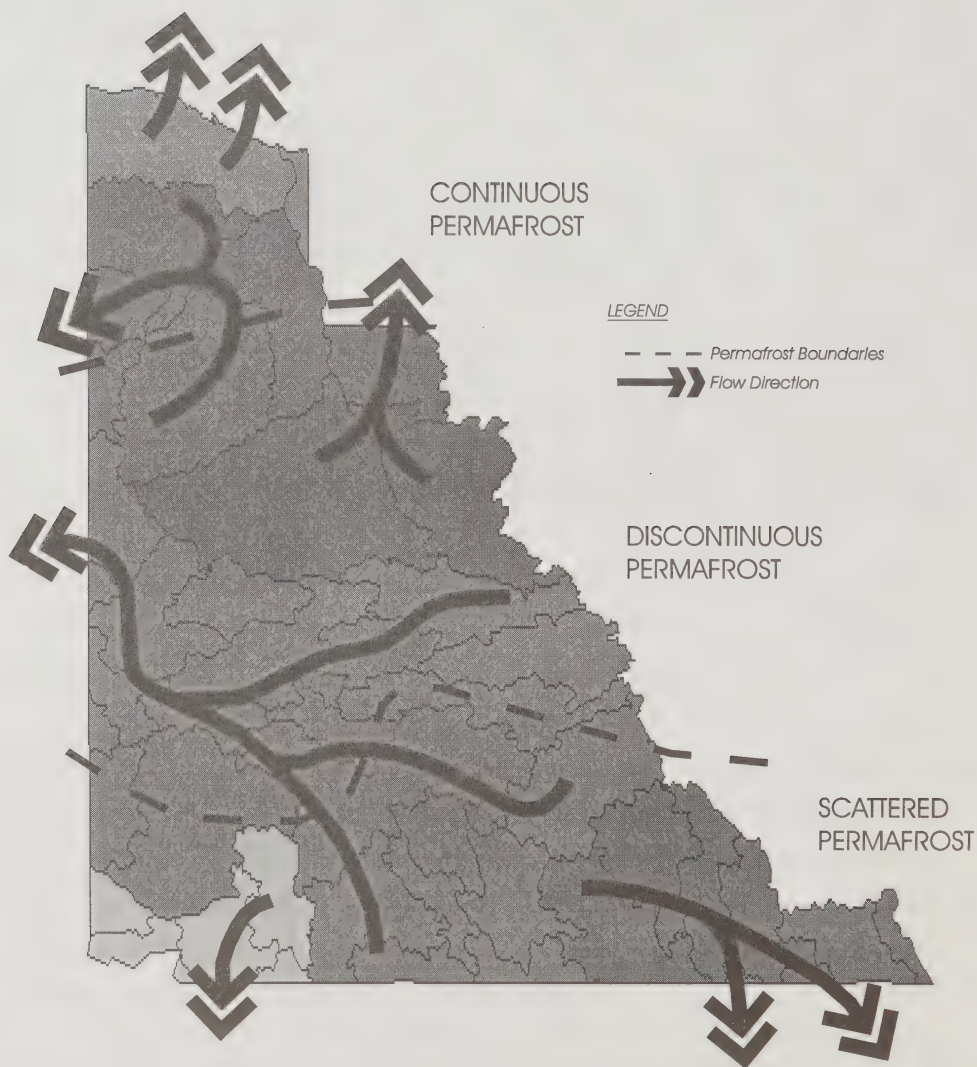 CONTINUOUS
PERMAFROST
LEGEND
Permafrost Boundaries
Flow Direction
DISCONTINUOUS
PERMAFROST
SCATTERED
PERMAFROST